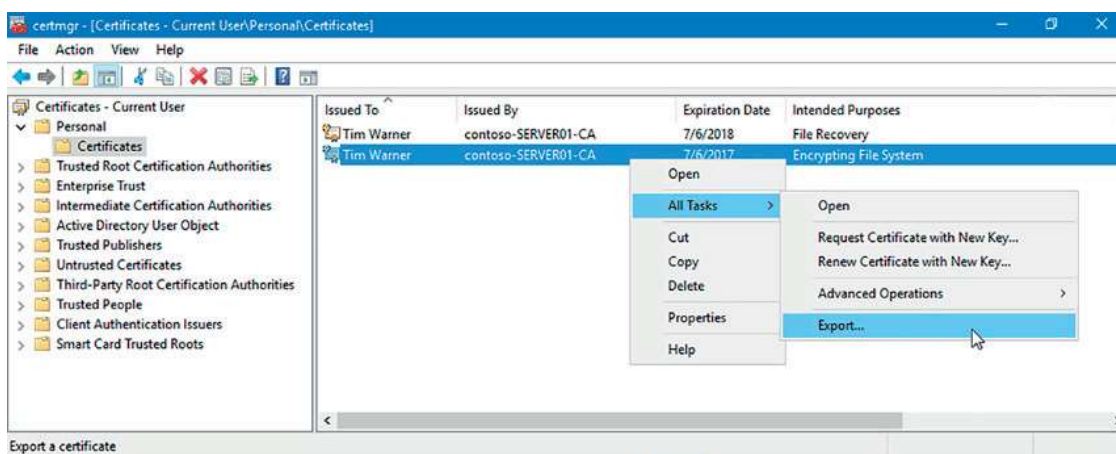 certmgr - [Certificates - Current User\Personal\Certificates]
File Action View Help
Certificates - Current User
Personal
Certificates
Trusted Root Certification Authorities
Enterprise Trust
Intermediate Certification Authorities
Active Directory User Object
Trusted Publishers
Untrusted Certificates
Third-Party Root Certification Authorities
Trusted People
Client Authentication Issuers
Smart Card Trusted Roots
Issued To Issued By Expiration Date Intended Purposes
Tim Warner contoso-SERVER01-CA 7/6/2018 File Recovery
Tim Warner contoso-SERVER01-CA 7/6/2017 Encrypting File System
Open
All Tasks
Cut
Copy
Delete
Properties
Help
Open
Request Certificate with New Key...
Renew Certificate with New Key...
Advanced Operations
Export...
Export a certificate